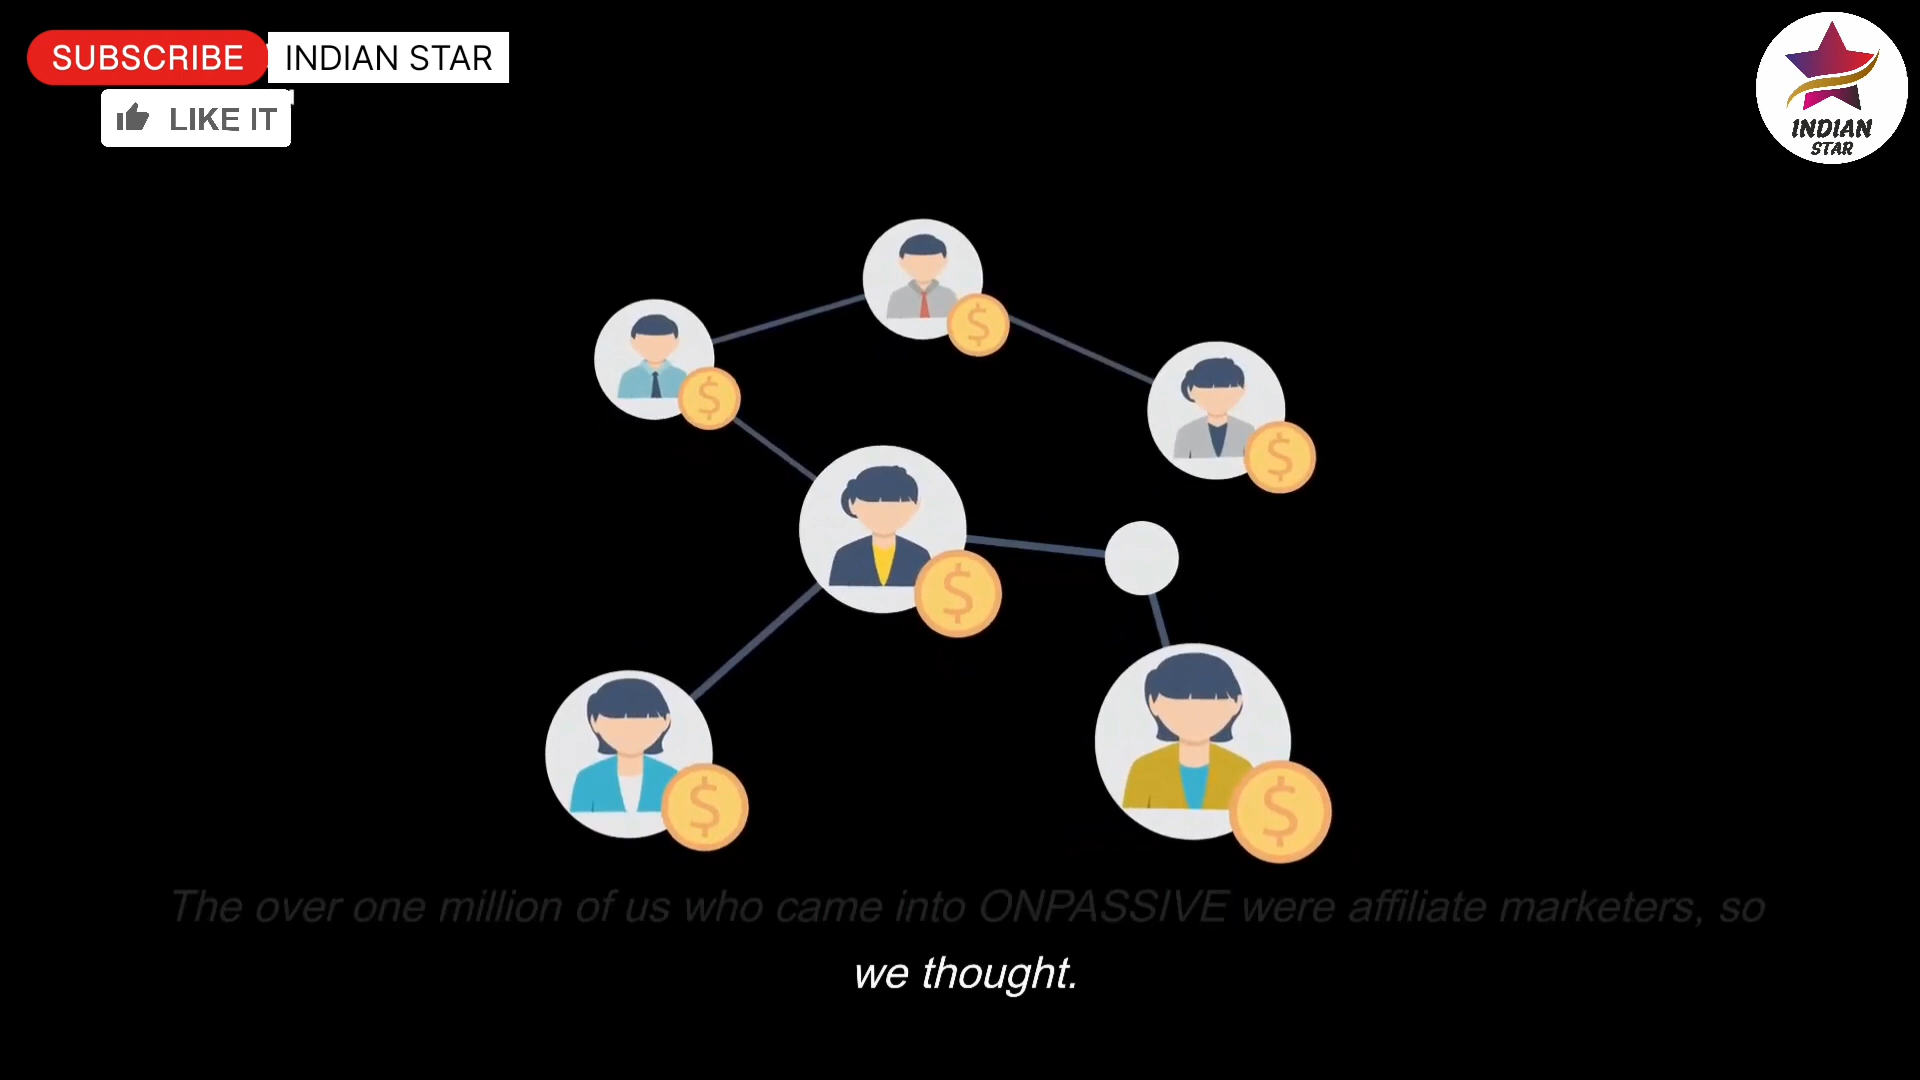 SUBSCRIBE INDIAN STAR
LIKE IT
INDIAN
STAR
$
$
$
$
$
$
The over one million of us who came into ONPASSIVE were affiliate marketers, so
we thought.